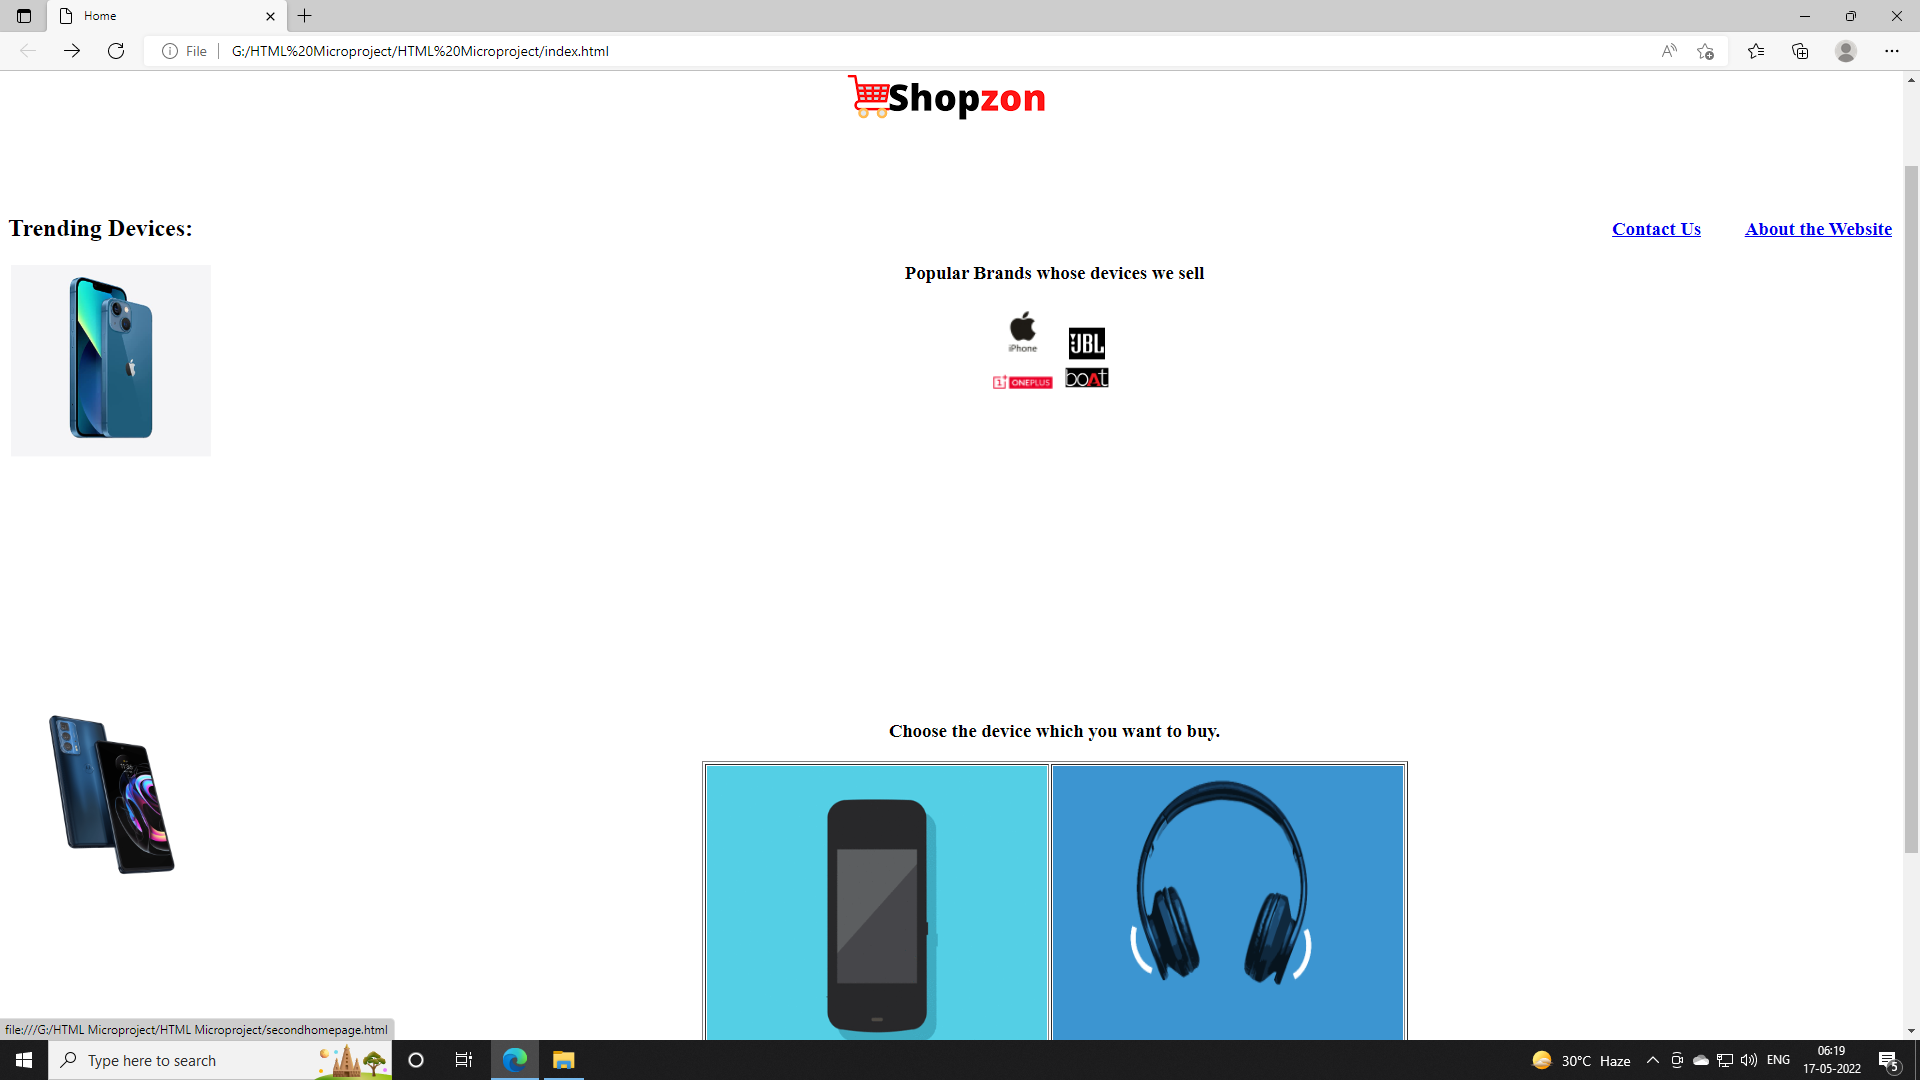 Home
File
G:/HTML%20Microproject/HTML%20Microproject/index.html
Shopzon
Trending Devices:
Contact Us
About the Website
Popular Brands whose devices we sell
iPhone
JBL
1+ ONEPLUS
boAt
Choose the device which you want to buy.
file:///G:/HTML Microproject/HTML Microproject/secondhomepage.html
Type here to search
30°C Haze
ENG
06:19
17-05-2022
5